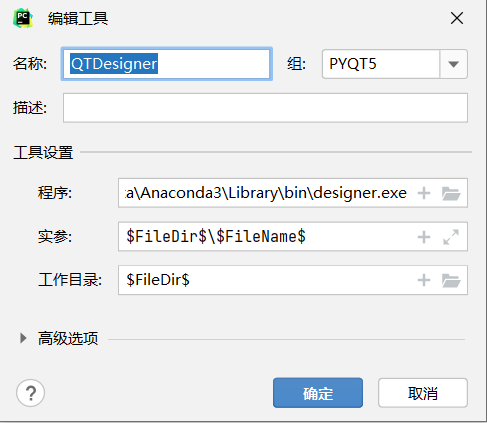 PC 编辑工具
名称: QTDesigner 组: PYQT5
描述:
工具设置
程序: a\Anaconda3\Library\bin\designer.exe
实参: $FileDir$\$FileName$
工作目录: $FileDir$
高级选项
? 确定 取消